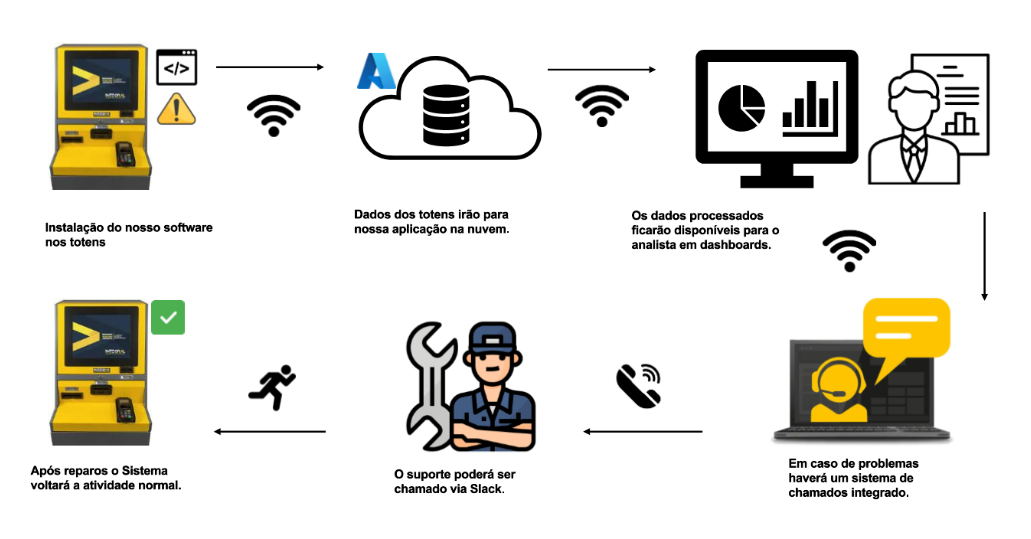 </>
Instalação do nosso software
nos totens
Dados dos totens irão para
nossa aplicação na nuvem.
Os dados processados
ficarão disponíveis para o
analista em dashboards.
Após reparos o Sistema
voltará a atividade normal.
O suporte poderá ser
chamado via Slack.
Em caso de problemas
haverá um sistema de
chamados integrado.